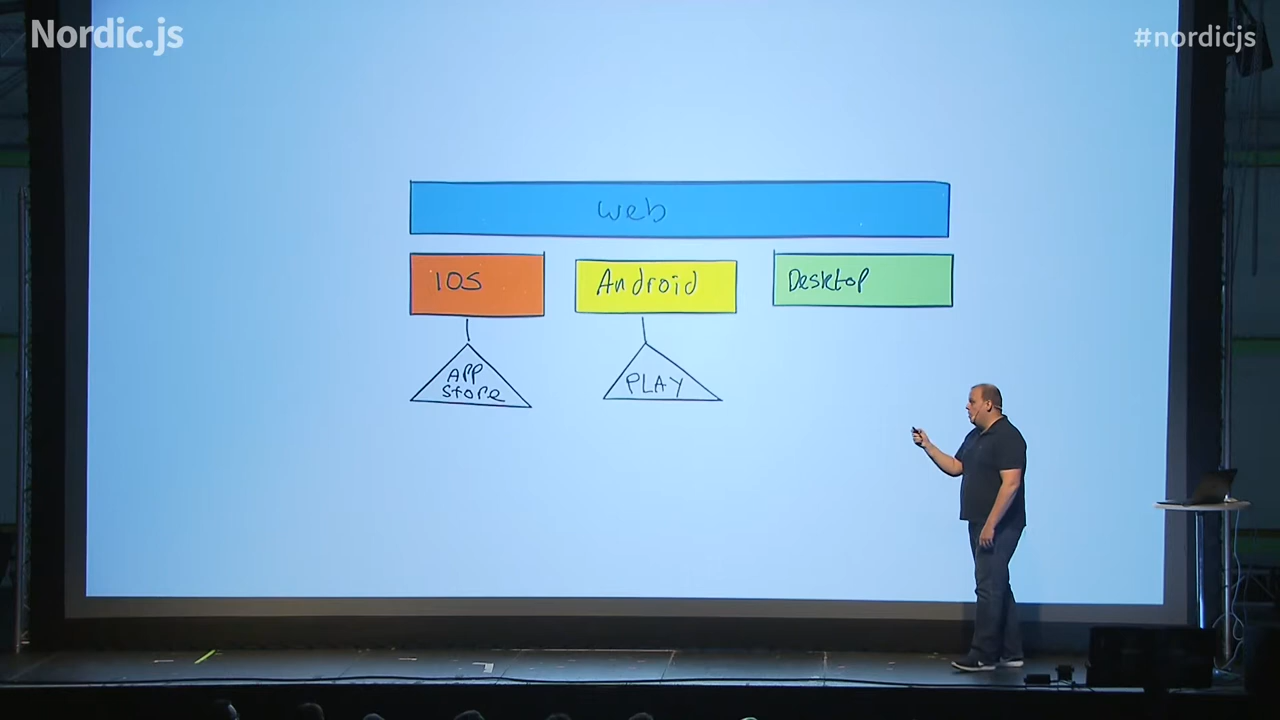 Nordic.js
#nordicjs
web
IOS
Android
Desktop
APP
Store
PLAY